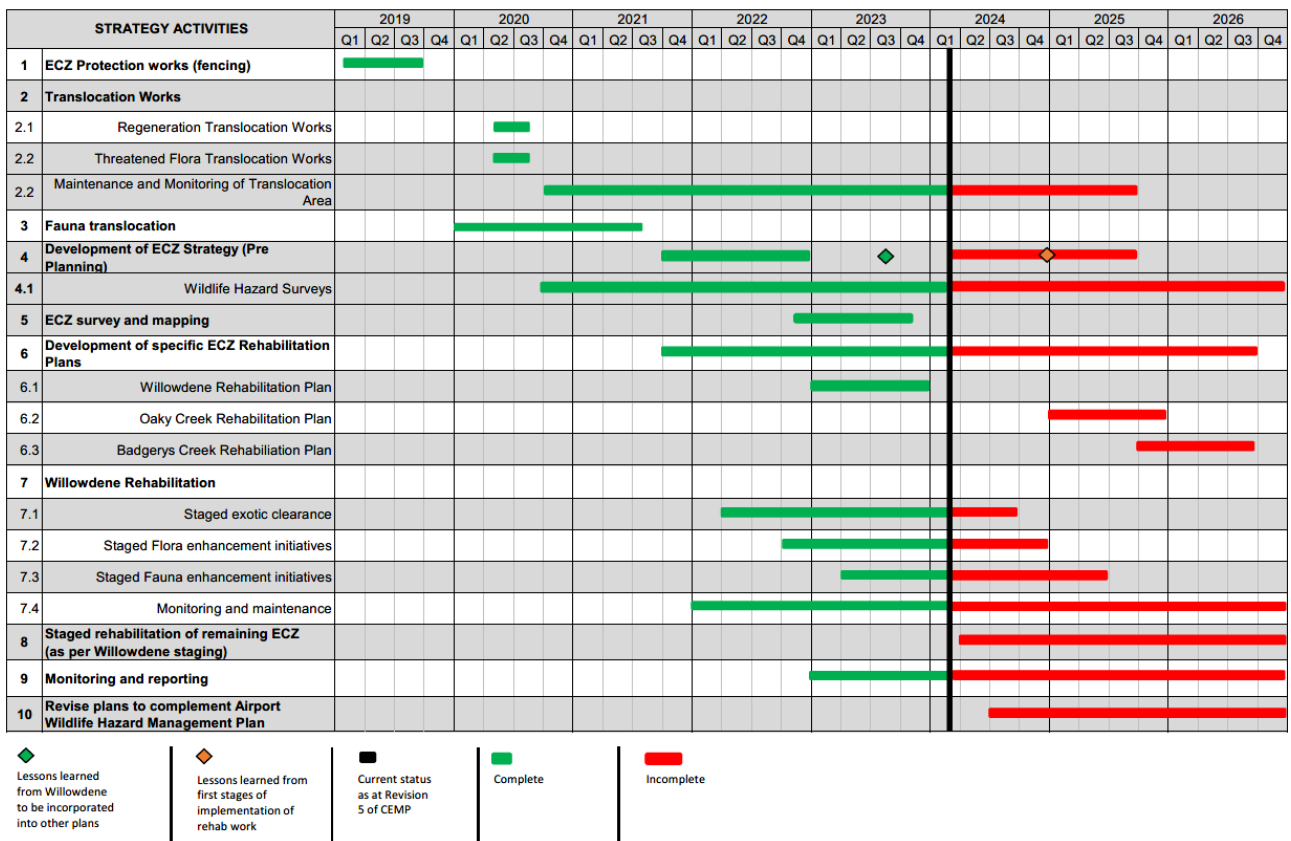 STRATEGY ACTIVITIES
2019 2020 2021 2022 2023 2024 2025 2026
Q1 Q2 Q3 Q4 Q1 Q2 Q3 Q4 Q1 Q2 Q3 Q4 Q1 Q2 Q3 Q4 Q1 Q2 Q3 Q4 Q1 Q2 Q3 Q4 Q1 Q2 Q3 Q4 Q1 Q2 Q3 Q4
1 ECZ Protection works (fencing)
2 Translocation Works
2.1 Regeneration Translocation Works
2.2 Threatened Flora Translocation Works
2.2 Maintenance and Monitoring of Translocation
Area
3 Fauna translocation
4 Development of ECZ Strategy (Pre
Planning)
4.1 Wildlife Hazard Surveys
5 ECZ survey and mapping
6 Development of specific ECZ Rehabilitation
Plans
6.1 Willowdene Rehabilitation Plan
6.2 Oaky Creek Rehabilitation Plan
6.3 Badgerys Creek Rehabiliation Plan
7 Willowdene Rehabilitation
7.1 Staged exotic clearance
7.2 Staged Flora enhancement initiatives
7.3 Staged Fauna enhancement initiatives
7.4 Monitoring and maintenance
8 Staged rehabilitation of remaining ECZ
(as per Willowdene staging)
9 Monitoring and reporting
10 Revise plans to complement Airport
Wildlife Hazard Management Plan
Lessons learned
from Willowdene
to be incorporated
into other plans
Lessons learned from
first stages of
implementation of
rehab work
Current status
as at Revision
5 of CEMP
Complete
Incomplete